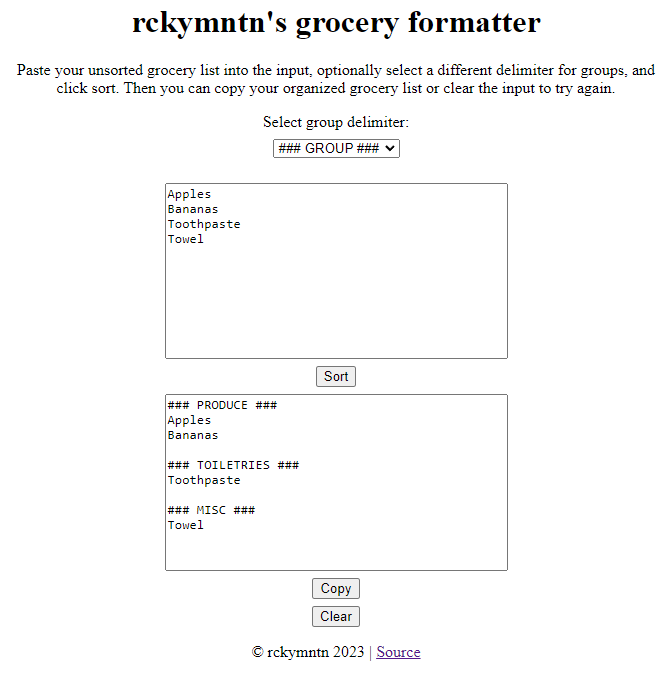 rckymntn's grocery formatter
Paste your unsorted grocery list into the input, optionally select a different delimiter for groups, and
click sort. Then you can copy your organized grocery list or clear the input to try again.
Select group delimiter:
### GROUP ###
Apples
Bananas
Toothpaste
Towel
Sort
### PRODUCE ###
Apples
Bananas
### TOILETRIES ###
Toothpaste
### MISC ###
Towel
Copy
Clear
© rckymntn 2023 | Source